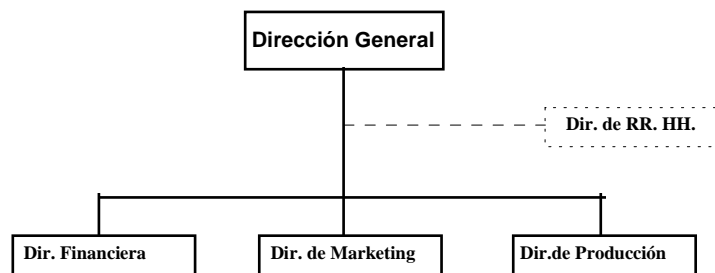 Dirección General
Dir. de RR. HH.
Dir. Financiera
Dir. de Marketing
Dir.de Producción